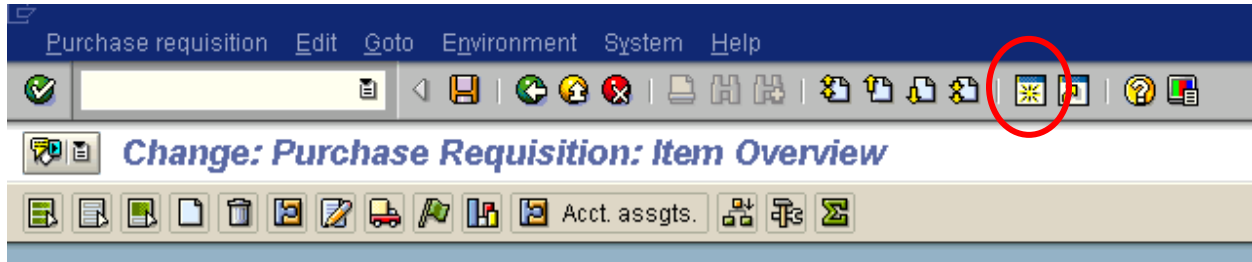 Purchase requisition Edit Goto Environment System Help
Change: Purchase Requisition: Item Overview
Acct. assgts.